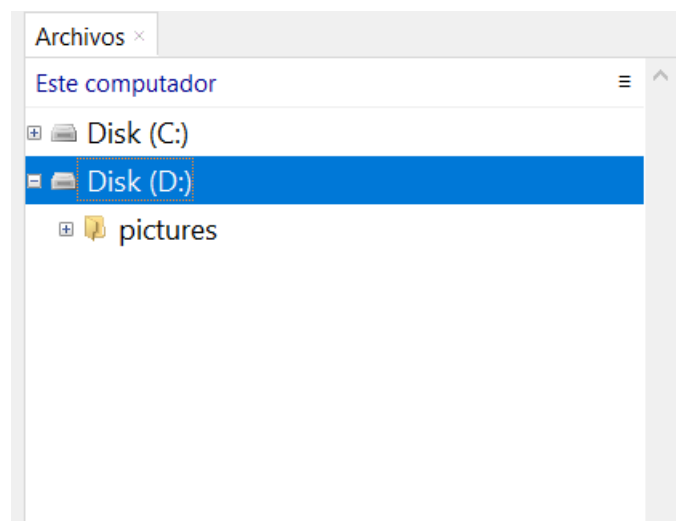 Archivos
Este computador
Disk (C:)
Disk (D:)
pictures